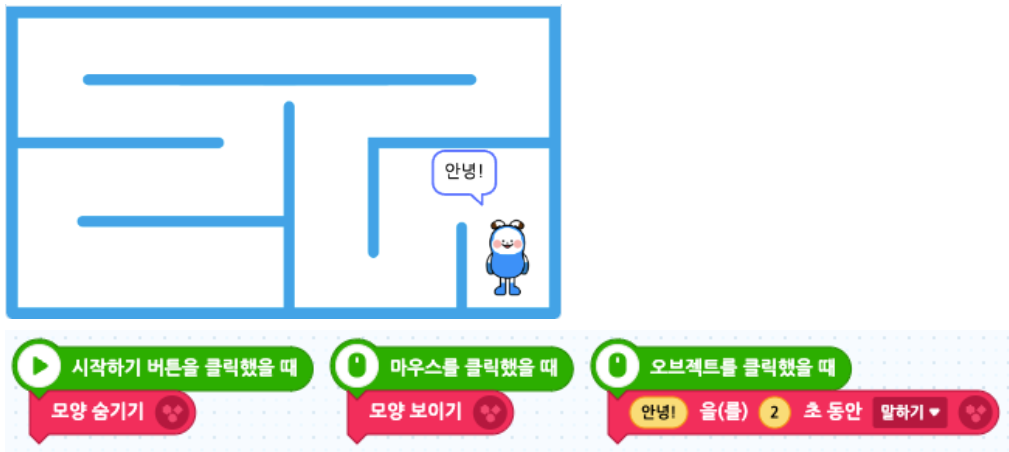 안녕!
시작하기 버튼을 클릭했을 때
모양 숨기기
마우스를 클릭했을 때
모양 보이기
오브젝트를 클릭했을 때
안녕! 을(를) 2 초 동안 말하기